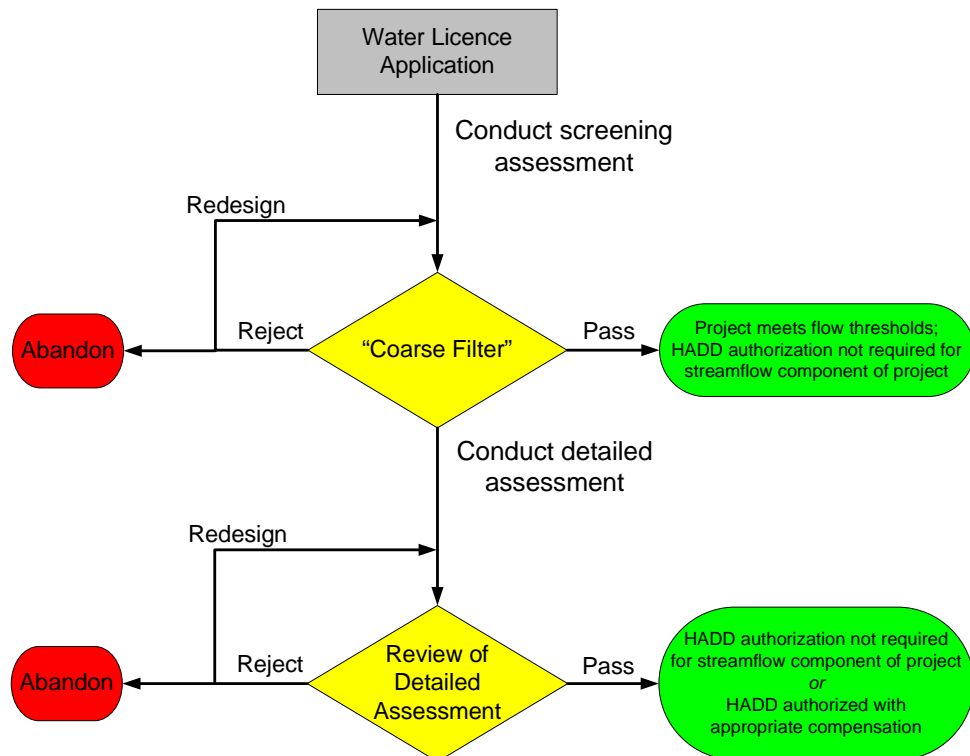 Water Licence
Application
Conduct screening
assessment
Redesign
Abandon
Reject
“Coarse Filter”
Pass
Project meets flow thresholds;
HADD authorization not required for
streamflow component of project
Conduct detailed
assessment
Redesign
Abandon
Reject
Review of
Detailed
Assessment
Pass
HADD authorization not required
for streamflow component of project
or
HADD authorized with
appropriate compensation